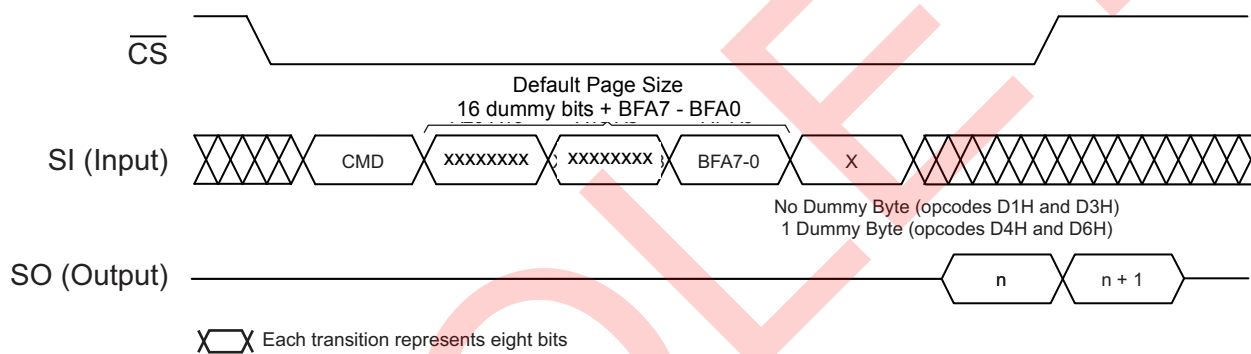 CS
Default Page Size
16 dummy bits + BFA7 - BFA0
SI (Input)
CMD
XXXXXXXX
XXXXXXXX
BFA7-0
X
No Dummy Byte (opcodes D1H and D3H)
1 Dummy Byte (opcodes D4H and D6H)
SO (Output)
n
n + 1
Each transition represents eight bits